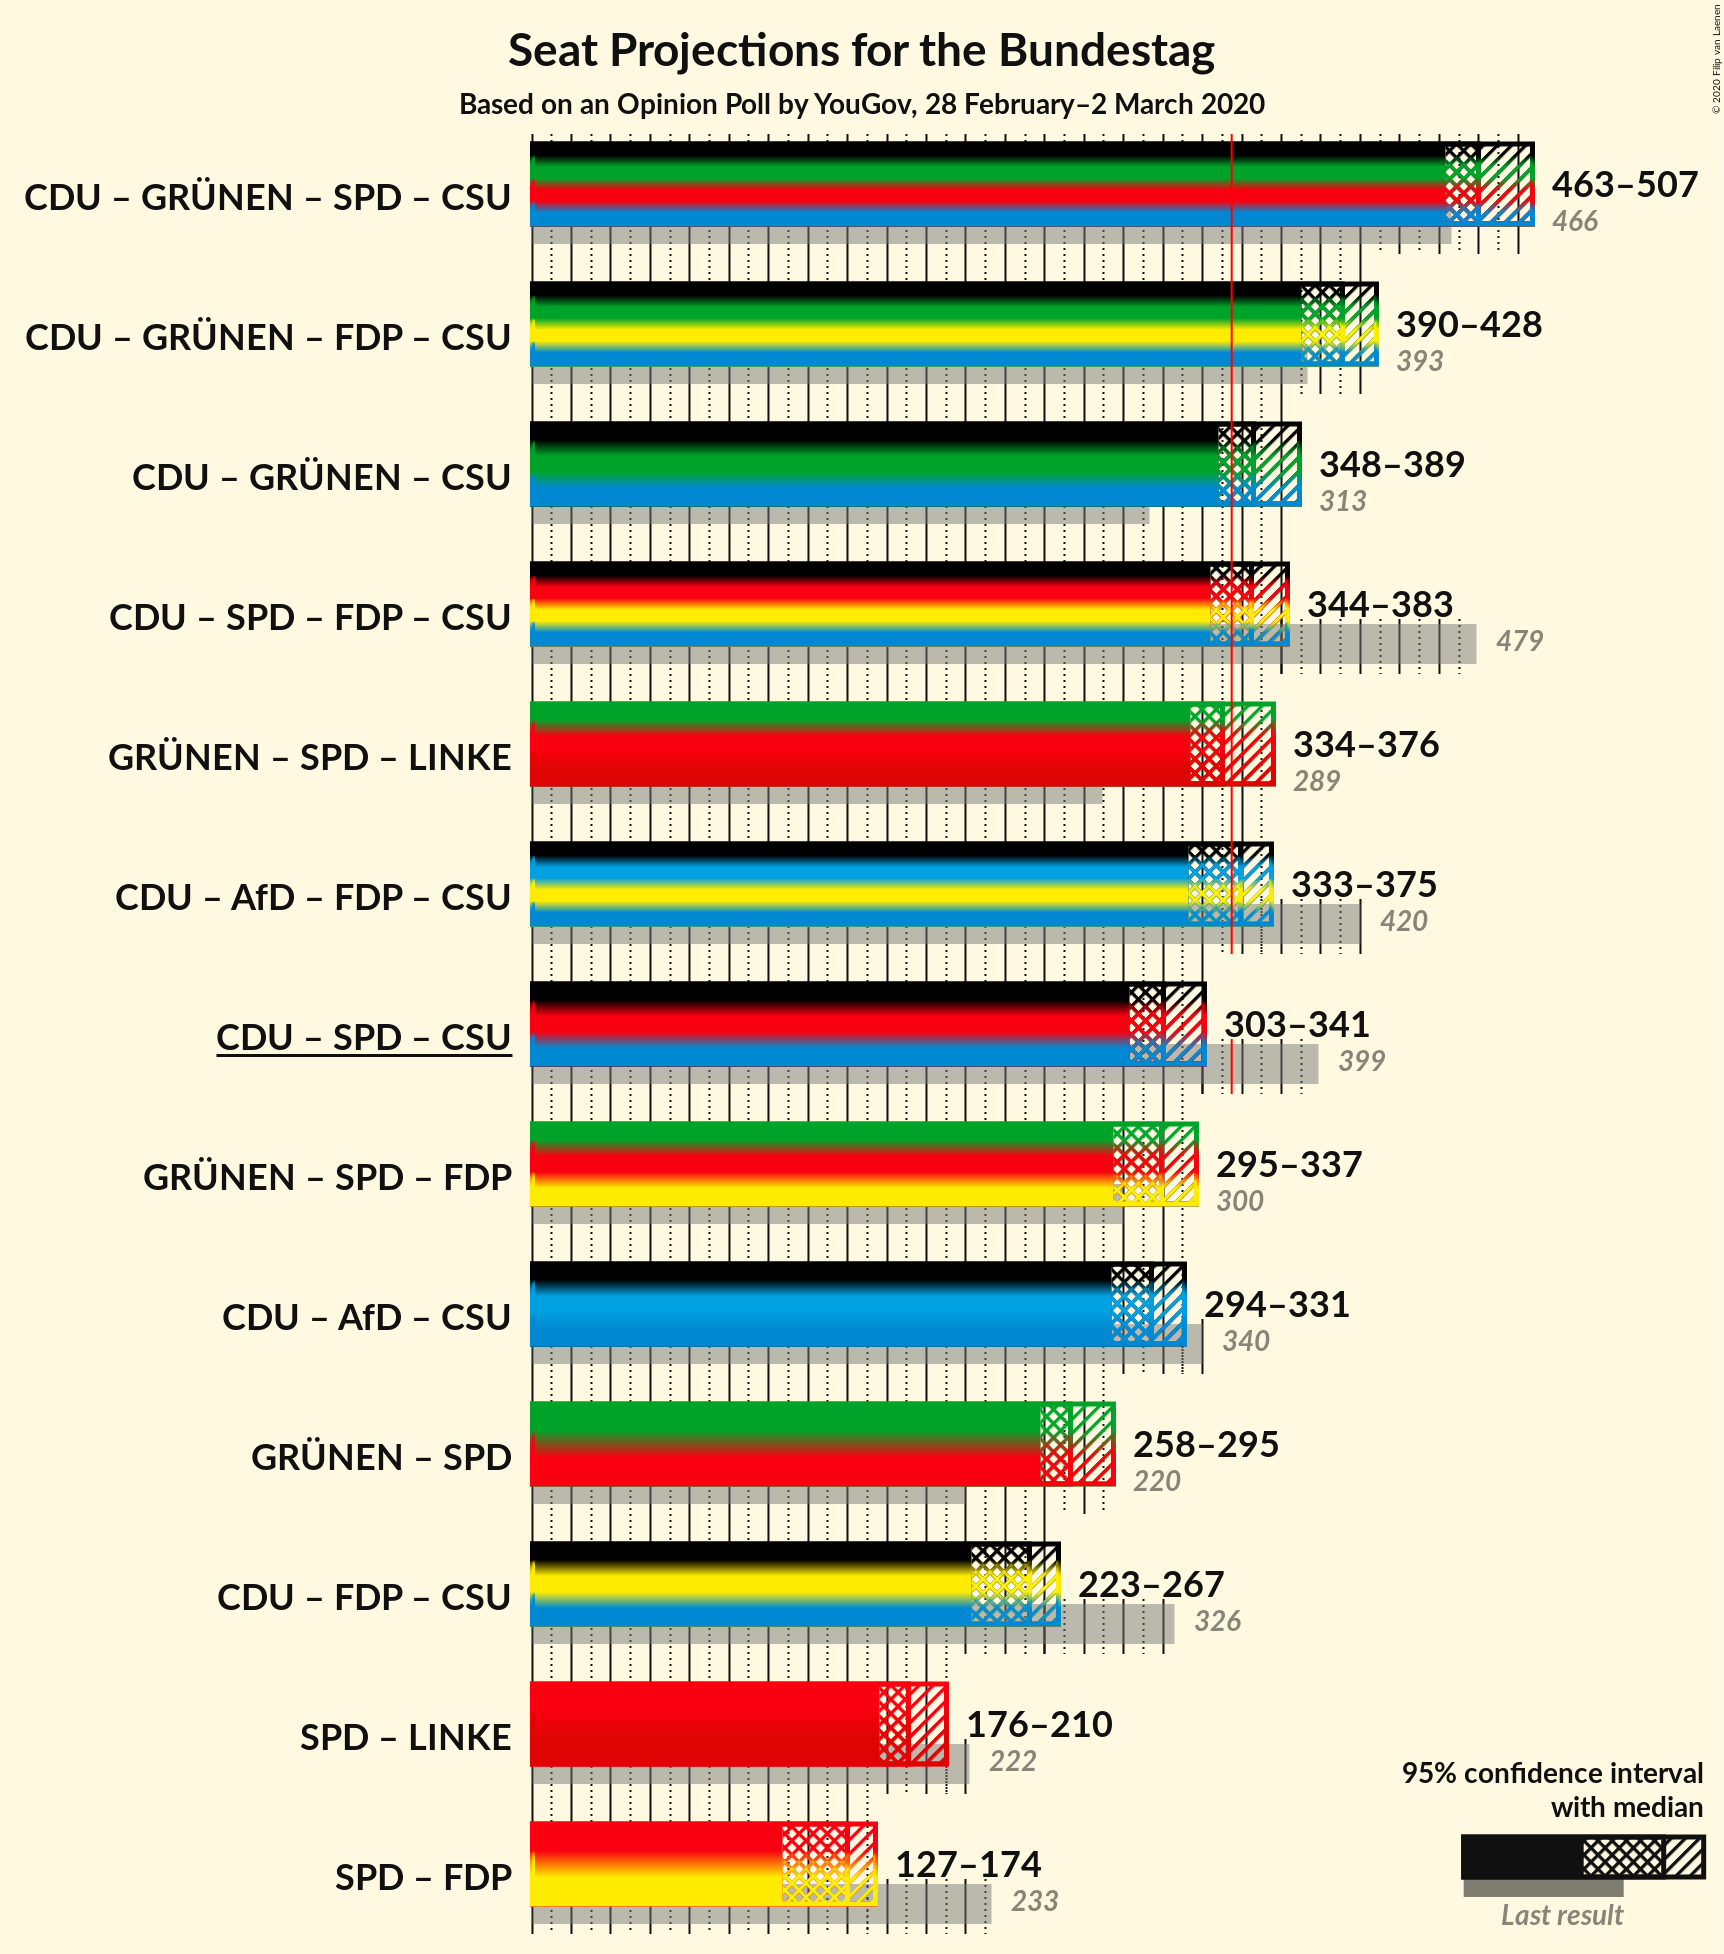 Seat Projections for the Bundestag
Based on an Opinion Poll by YouGov, 28 February–2 March 2020
© 2020 Filip van Laenen
CDU – GRÜNEN – SPD – CSU
463–507
466
CDU – GRÜNEN – FDP – CSU
390–428
393
CDU – GRÜNEN – CSU
348–389
313
CDU – SPD – FDP – CSU
344–383
479
GRÜNEN – SPD – LINKE
334–376
289
CDU – AfD – FDP – CSU
333–375
420
CDU – SPD – CSU
303–341
399
GRÜNEN – SPD – FDP
295–337
300
CDU – AfD – CSU
294–331
340
GRÜNEN – SPD
258–295
220
CDU – FDP – CSU
223–267
326
SPD – LINKE
176–210
222
SPD – FDP
127–174
233
95% confidence interval
with median
Last result